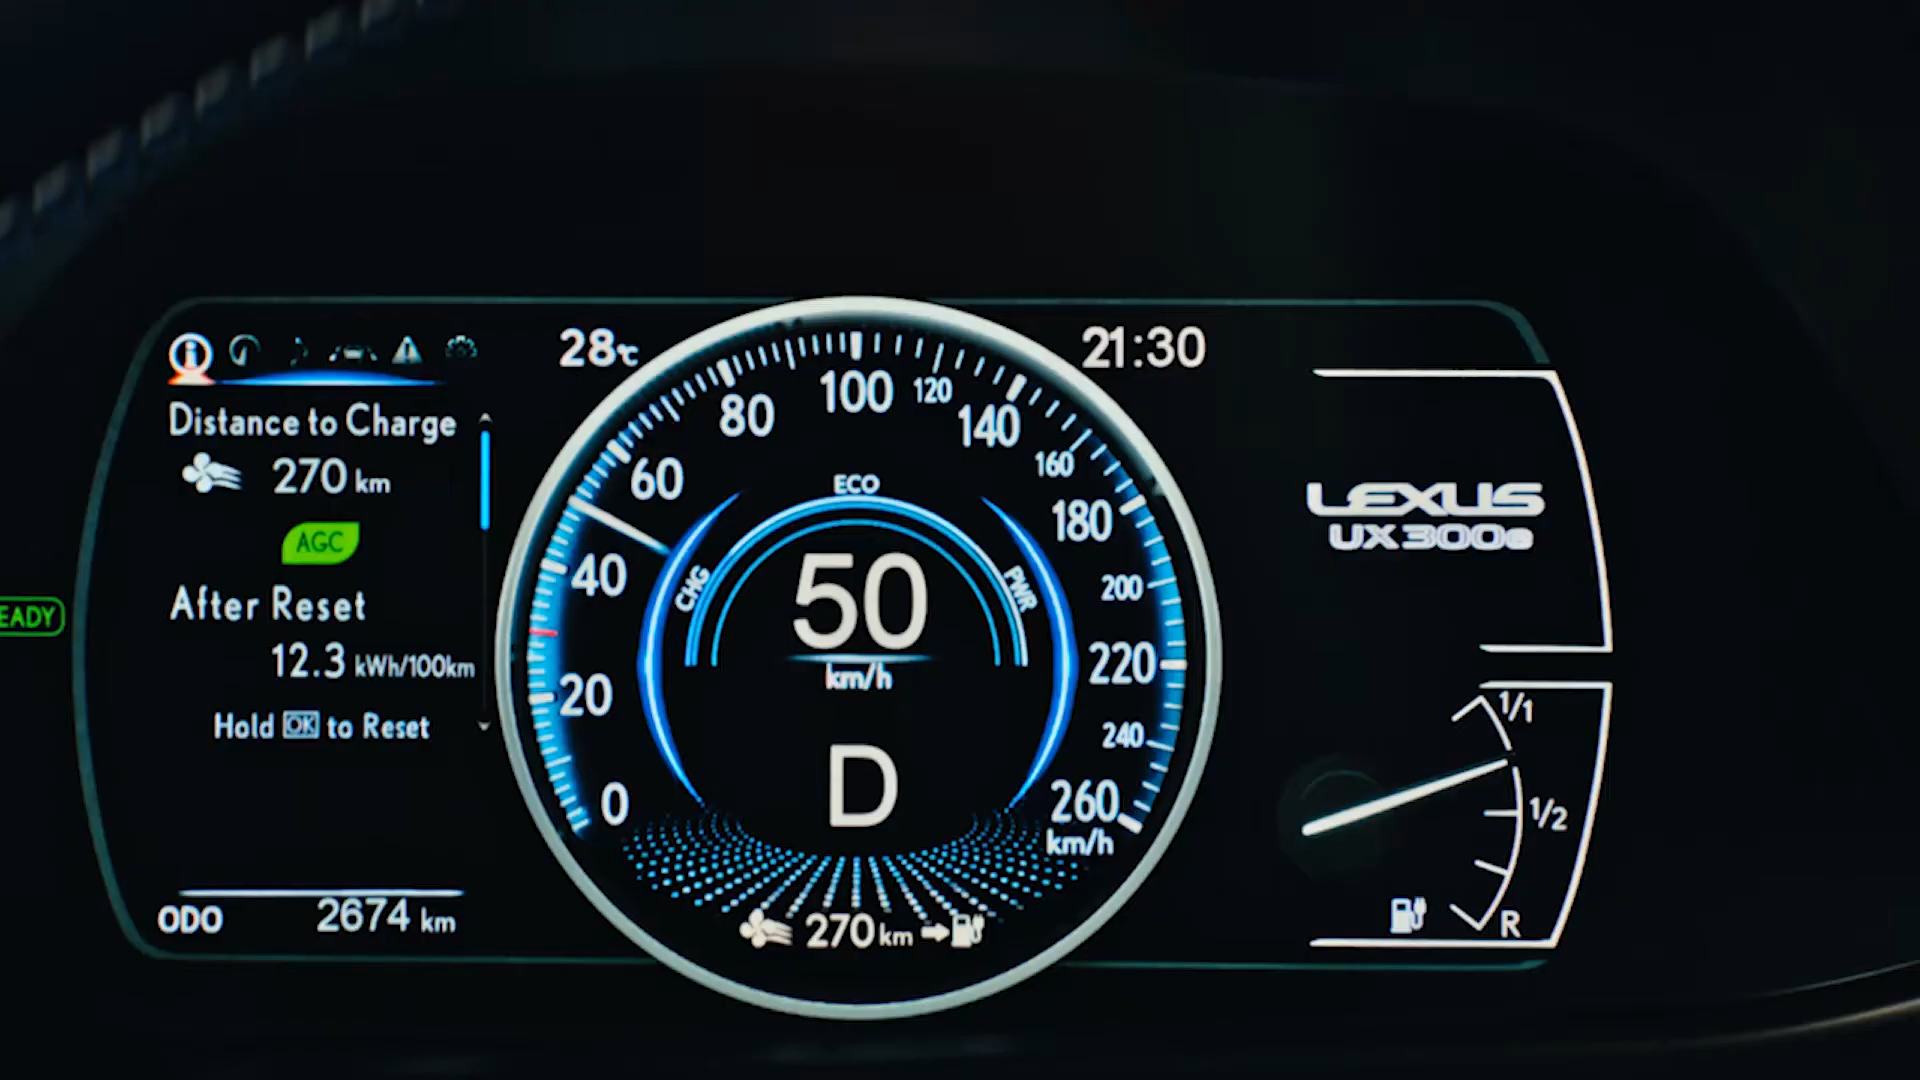 28℃
21:30
Distance to Charge
270 km
AGC
After Reset
12.3 kWh/100km
Hold OK to Reset
ODO 2674 km
EADY
0
20
40
60
80
100
120
140
160
180
200
220
240
260
km/h
ECO
CHG
PWR
50
km/h
D
270 km
LEXUS
UX300e
1/1
1/2
R